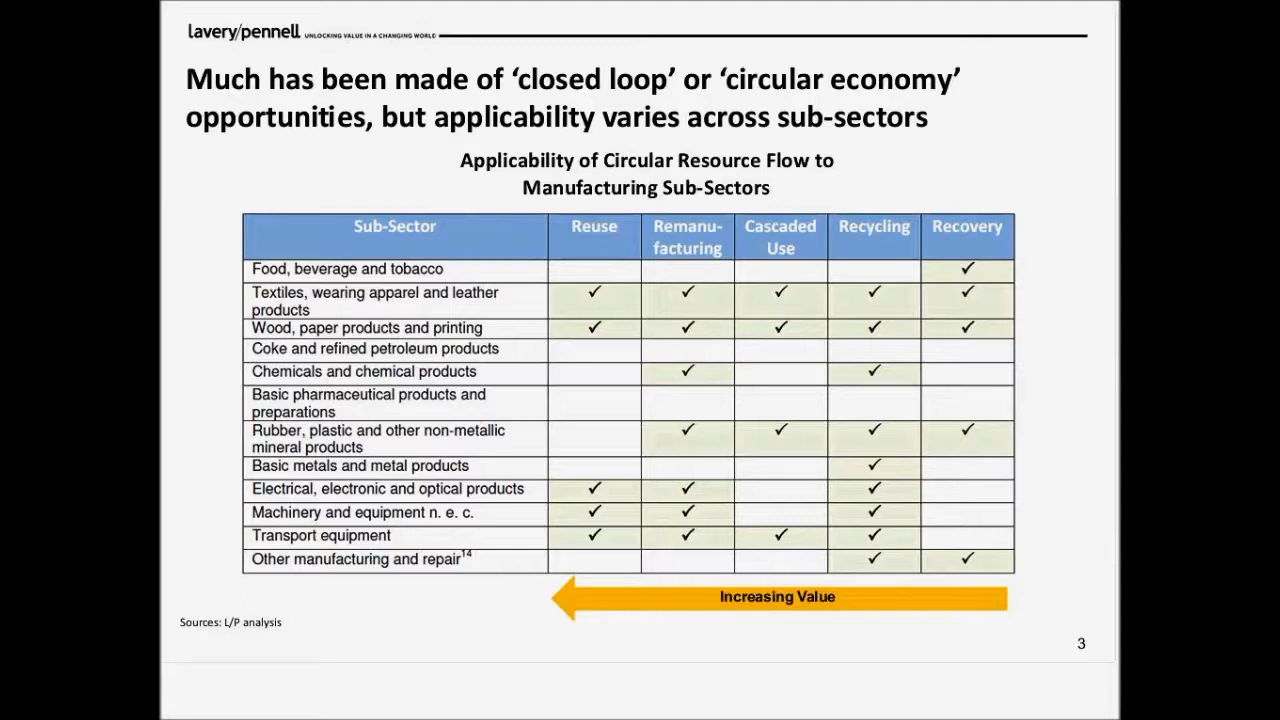 lavery/pennell UNLOCKING VALUE IN A CHANGING WORLD
Much has been made of ‘closed loop’ or ‘circular economy’
opportunities, but applicability varies across sub-sectors
Applicability of Circular Resource Flow to
Manufacturing Sub-Sectors
Sub-Sector Reuse Remanu- Cascaded Recycling Recovery
facturing Use
Food, beverage and tobacco ✓
Textiles, wearing apparel and leather ✓ ✓ ✓ ✓ ✓
products
Wood, paper products and printing ✓ ✓ ✓ ✓ ✓
Coke and refined petroleum products
Chemicals and chemical products ✓ ✓
Basic pharmaceutical products and
preparations
Rubber, plastic and other non-metallic ✓ ✓ ✓ ✓
mineral products
Basic metals and metal products ✓
Electrical, electronic and optical products ✓ ✓ ✓
Machinery and equipment n. e. c. ✓ ✓ ✓
Transport equipment ✓ ✓ ✓ ✓
Other manufacturing and repair14 ✓ ✓
Increasing Value
Sources: L/P analysis
3